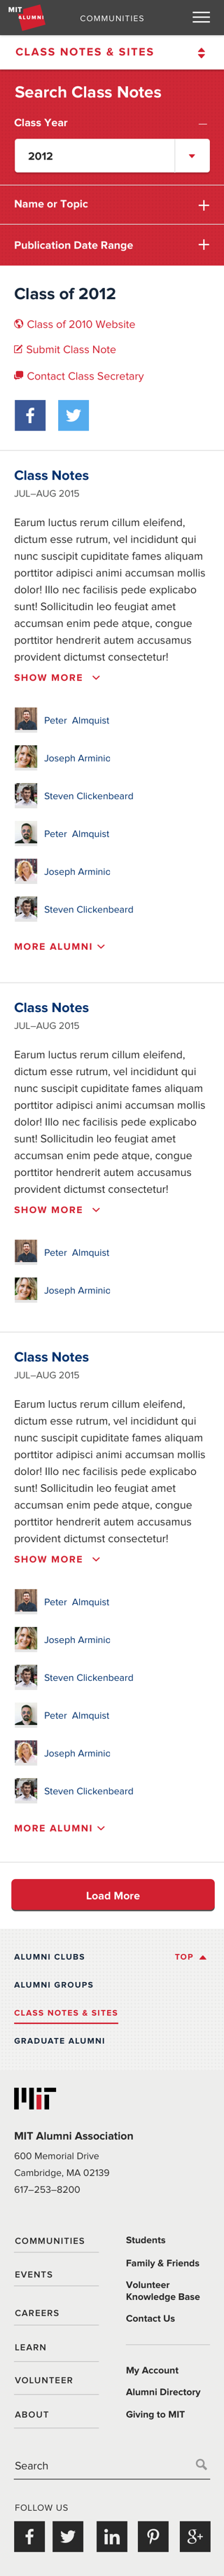 MIT
ALUMNI
COMMUNITIES
CLASS NOTES & SITES
Search Class Notes
Class Year
2012
Name or Topic
Publication Date Range
Class of 2012
Class of 2010 Website
Submit Class Note
Contact Class Secretary
Class Notes
JUL–AUG 2015
Earum luctus rerum cillum eleifend,
dictum esse rutrum, vel incididunt qui
nunc suscipit cupiditate fames aliquam
porttitor adipisci animi accumsan mollis
dolor! Illo nec facilisis pede explicabo
sunt! Sollicitudin leo feugiat amet
accumsan enim pede atque, congue
porttitor hendrerit autem accusamus
provident dictumst consectetur!
SHOW MORE
Peter Almquist
Joseph Arminic
Steven Clickenbeard
Peter Almquist
Joseph Arminic
Steven Clickenbeard
MORE ALUMNI
Class Notes
JUL–AUG 2015
Earum luctus rerum cillum eleifend,
dictum esse rutrum, vel incididunt qui
nunc suscipit cupiditate fames aliquam
porttitor adipisci animi accumsan mollis
dolor! Illo nec facilisis pede explicabo
sunt! Sollicitudin leo feugiat amet
accumsan enim pede atque, congue
porttitor hendrerit autem accusamus
provident dictumst consectetur!
SHOW MORE
Peter Almquist
Joseph Arminic
Class Notes
JUL–AUG 2015
Earum luctus rerum cillum eleifend,
dictum esse rutrum, vel incididunt qui
nunc suscipit cupiditate fames aliquam
porttitor adipisci animi accumsan mollis
dolor! Illo nec facilisis pede explicabo
sunt! Sollicitudin leo feugiat amet
accumsan enim pede atque, congue
porttitor hendrerit autem accusamus
provident dictumst consectetur!
SHOW MORE
Peter Almquist
Joseph Arminic
Steven Clickenbeard
Peter Almquist
Joseph Arminic
Steven Clickenbeard
MORE ALUMNI
Load More
ALUMNI CLUBS
TOP
ALUMNI GROUPS
CLASS NOTES & SITES
GRADUATE ALUMNI
MIT
MIT Alumni Association
600 Memorial Drive
Cambridge, MA 02139
617–253–8200
COMMUNITIES
EVENTS
CAREERS
LEARN
VOLUNTEER
ABOUT
Students
Family & Friends
Volunteer
Knowledge Base
Contact Us
My Account
Alumni Directory
Giving to MIT
Search
FOLLOW US